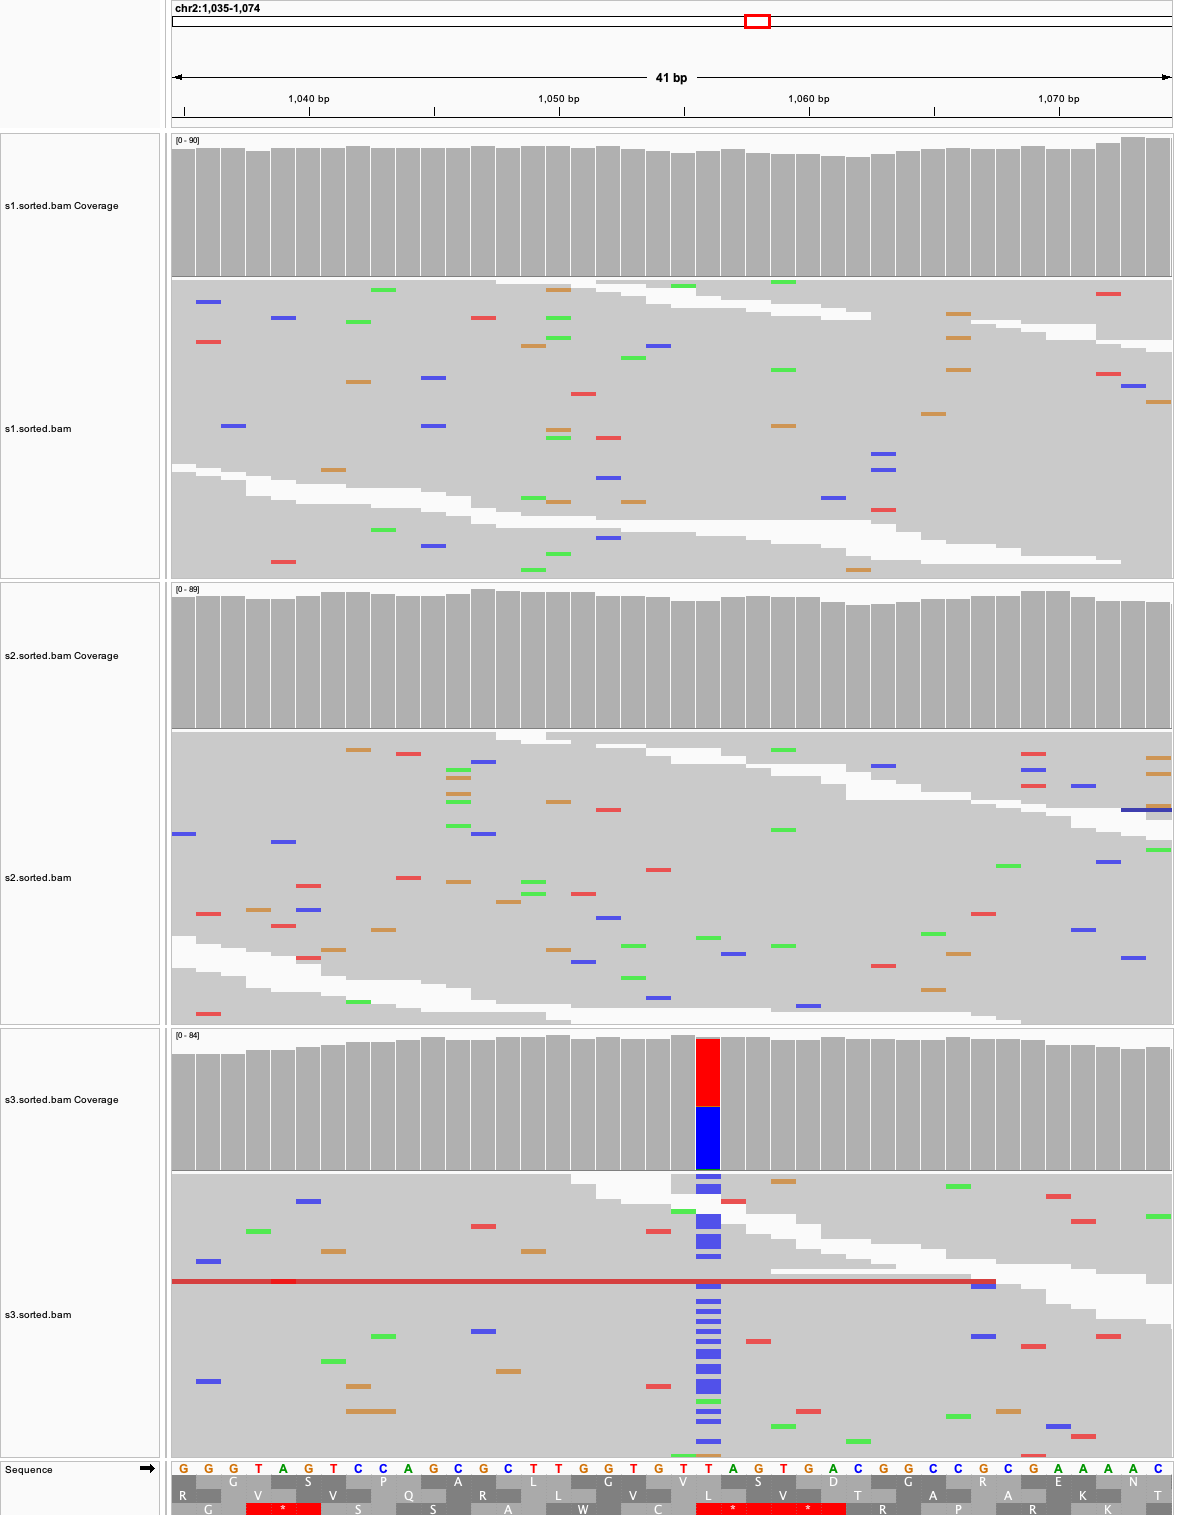 chr2:1,035-1,074
41 bp
1,040 bp 1,050 bp 1,060 bp 1,070 bp
[0 - 90]
s1.sorted.bam Coverage
s1.sorted.bam
[0 - 89]
s2.sorted.bam Coverage
s2.sorted.bam
[0 - 84]
s3.sorted.bam Coverage
s3.sorted.bam
Sequence G G G T A G T C C A G C G C T T G G T G T T A G T G A C G G C C G C G A A A A C
G S P A L G V S D G R E N
R V V Q R L V L V T A A K T
G * S S A W C * * R P R K